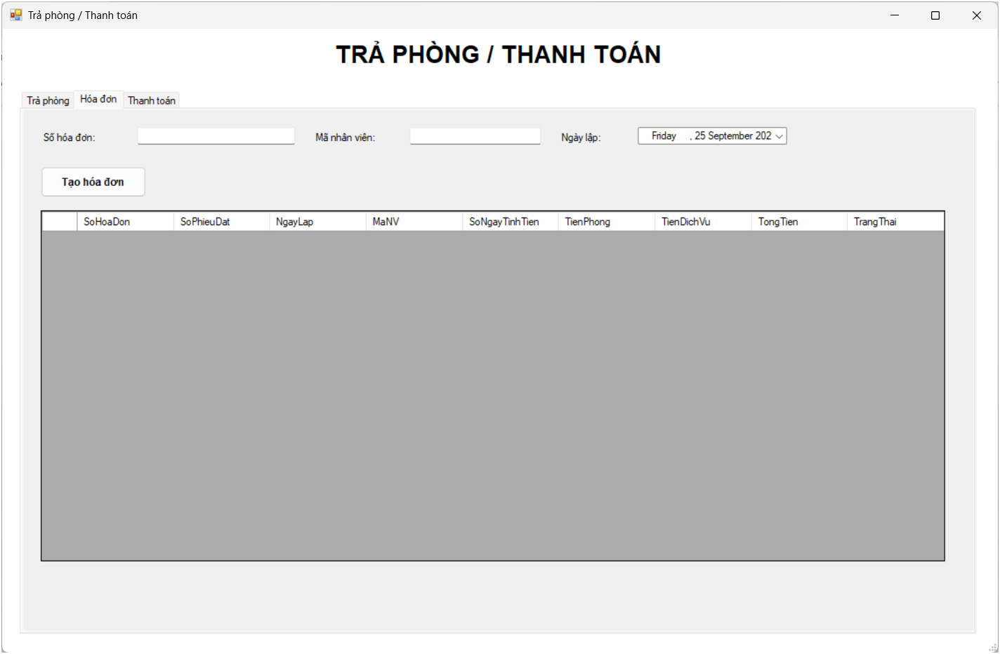 Trả phòng / Thanh toán
TRẢ PHÒNG / THANH TOÁN
Trả phòng Hóa đơn Thanh toán
Số hóa đơn: Mã nhân viên: Ngày lập: Friday , 25 September 202
Tạo hóa đơn
SoHoaDon SoPhieuDat NgayLap MaNV SoNgayTinhTien TienPhong TienDichVu TongTien TrangThai